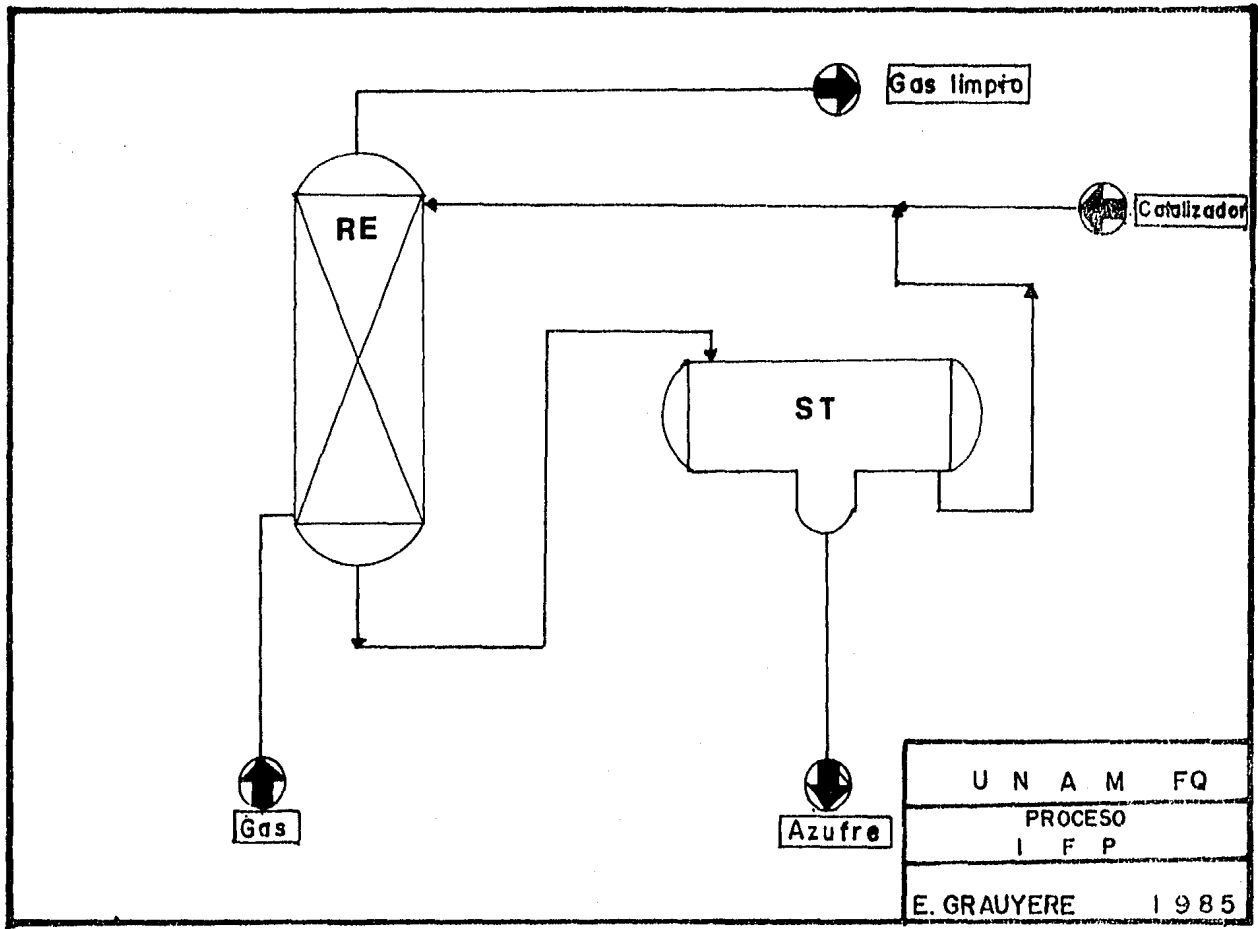 Gas limpio
Catalizador
RE
ST
Gas
Azufre
U N A M FQ
PROCESO
I F P
E. GRAUYERE 1985